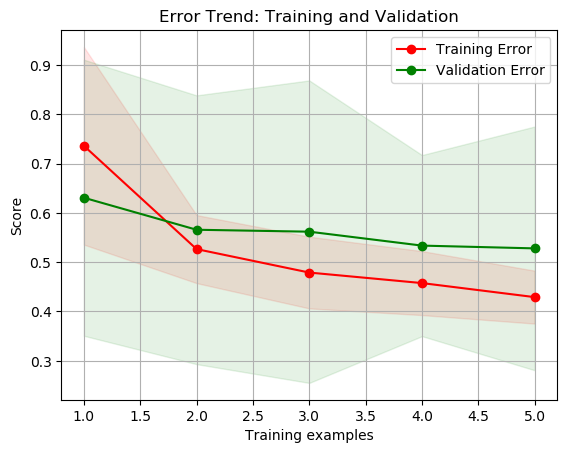 Error Trend: Training and Validation
Training Error
Validation Error
Score
0.9
0.8
0.7
0.6
0.5
0.4
0.3
1.0 1.5 2.0 2.5 3.0 3.5 4.0 4.5 5.0
Training examples